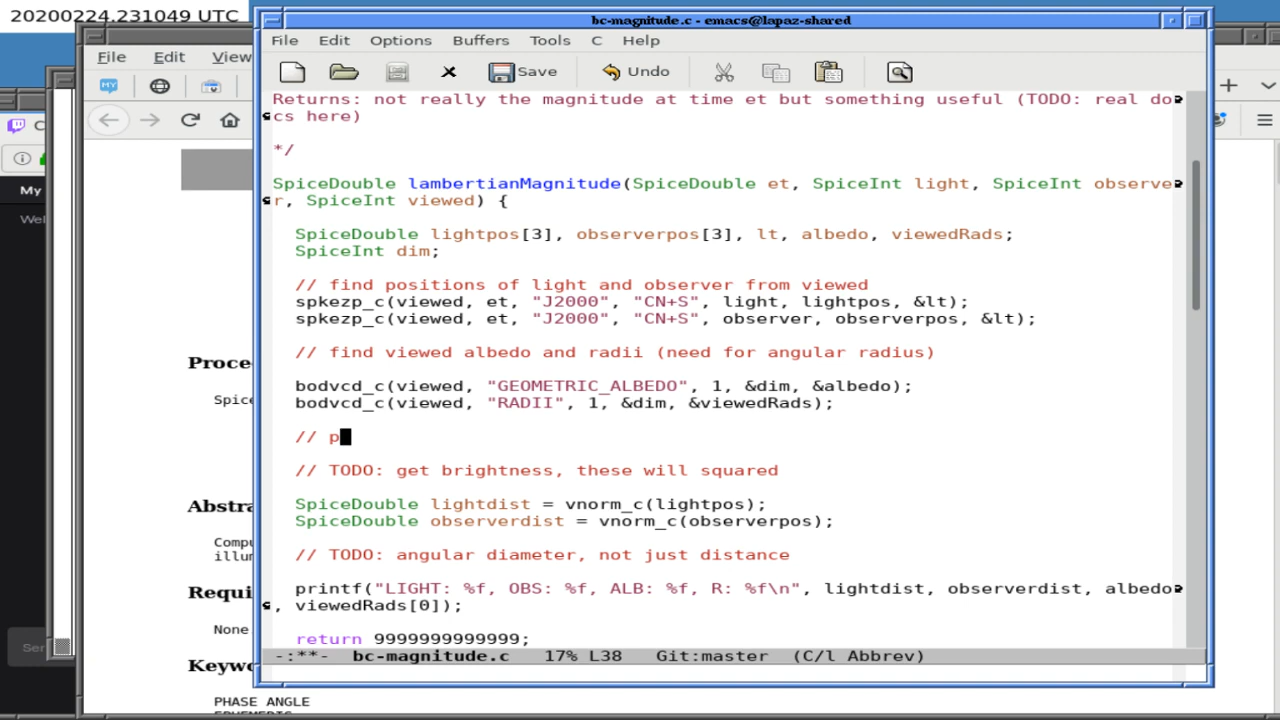 20200224.231049 UTC
bc-magnitude.c - emacs@lapaz-shared
File Edit Options Buffers Tools C Help
Save Undo
File Edit View
Returns: not really the magnitude at time et but something useful (TODO: real do
cs here)
*/
SpiceDouble lambertianMagnitude(SpiceDouble et, SpiceInt light, SpiceInt observe
r, SpiceInt viewed) {
SpiceDouble lightpos[3], observerpos[3], lt, albedo, viewedRads;
SpiceInt dim;
// find positions of light and observer from viewed
spkezp_c(viewed, et, "J2000", "CN+S", light, lightpos, &lt);
spkezp_c(viewed, et, "J2000", "CN+S", observer, observerpos, &lt);
// find viewed albedo and radii (need for angular radius)
bodvcd_c(viewed, "GEOMETRIC_ALBEDO", 1, &dim, &albedo);
bodvcd_c(viewed, "RADII", 1, &dim, &viewedRads);
// p
// TODO: get brightness, these will squared
SpiceDouble lightdist = vnorm_c(lightpos);
SpiceDouble observerdist = vnorm_c(observerpos);
// TODO: angular diameter, not just distance
printf("LIGHT: %f, OBS: %f, ALB: %f, R: %f\n", lightdist, observerdist, albedo
, viewedRads[0]);
return 9999999999999;
-:**- bc-magnitude.c 17% L38 Git:master (C/l Abbrev)
My
Wel
Ser
Proce
Spice
Abstra
Compu
illum
Requi
None
Keywo
PHASE ANGLE